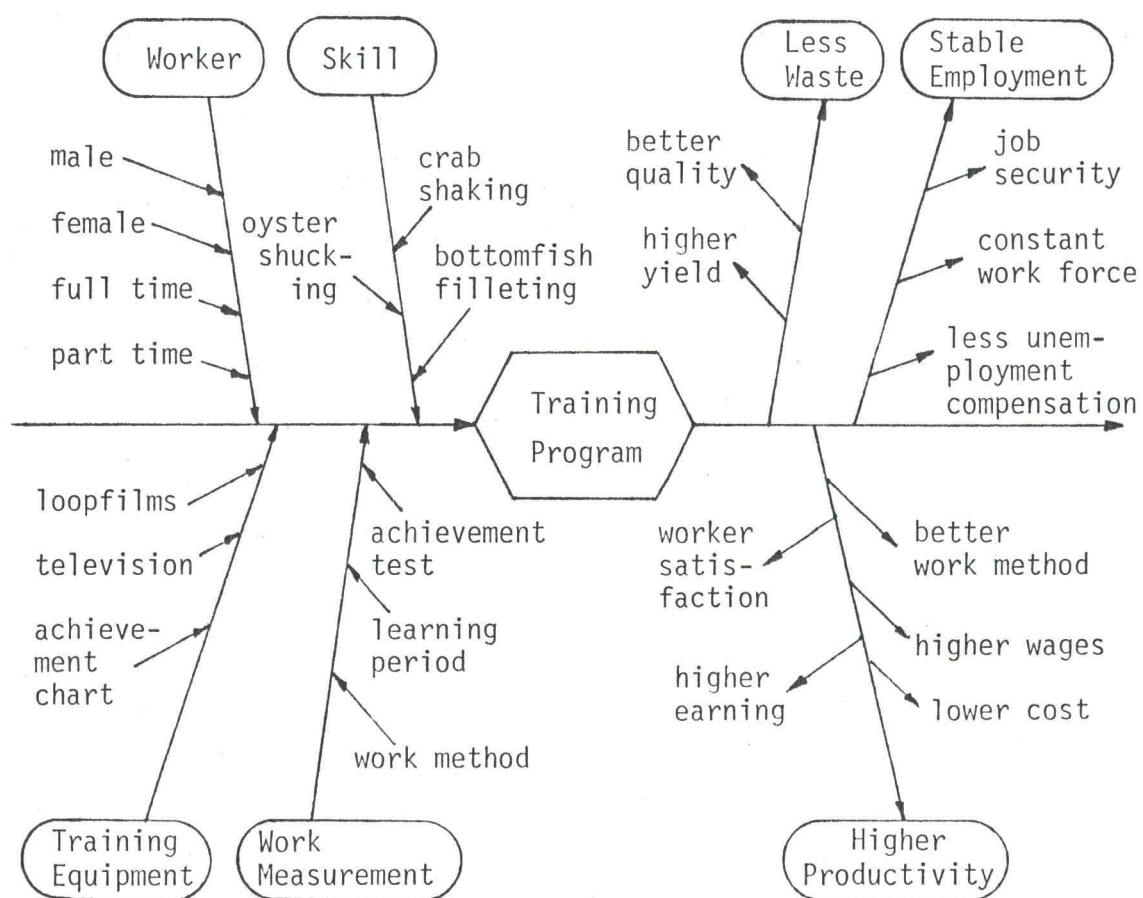 Worker
Skill
Less
Waste
Stable
Employment
male
female
full time
part time
crab
shaking
oyster
shuck-
ing
bottomfish
filleting
better
quality
higher
yield
job
security
constant
work force
less unem-
ployment
compensation
Training
Program
loopfilms
television
achieve-
ment
chart
achievement
test
learning
period
work method
worker
satis-
faction
higher
earning
better
work method
higher wages
lower cost
Training
Equipment
Work
Measurement
Higher
Productivity